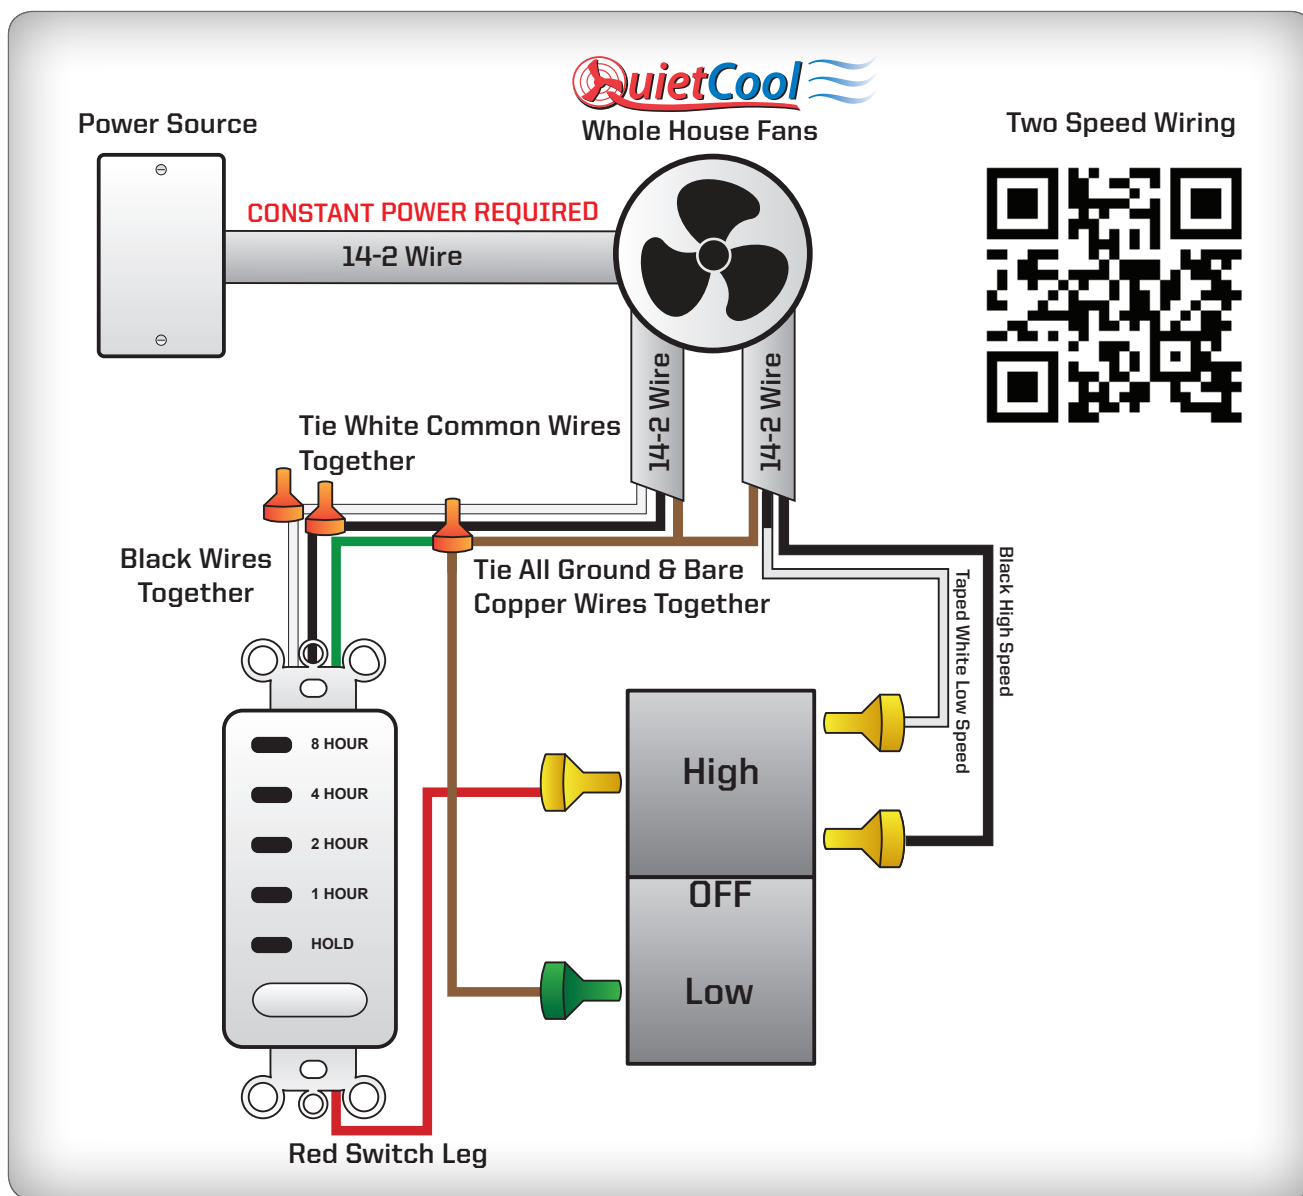 QuietCool
Whole House Fans
Power Source
Two Speed Wiring
CONSTANT POWER REQUIRED
14-2 Wire
14-2 Wire
14-2 Wire
Tie White Common Wires
Together
Black Wires
Together
Tie All Ground & Bare
Copper Wires Together
Black High Speed
Taped White Low Speed
8 HOUR
4 HOUR
2 HOUR
1 HOUR
HOLD
High
OFF
Low
Red Switch Leg